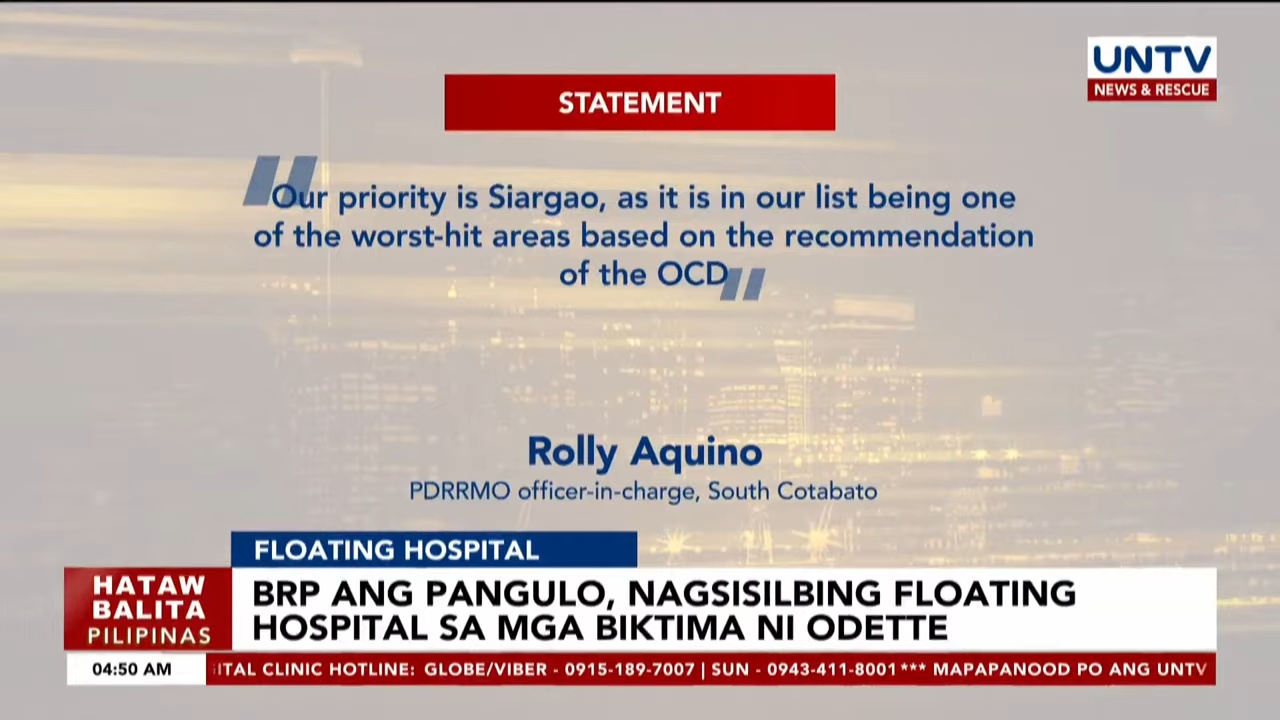 UNTV
NEWS & RESCUE
STATEMENT
"Our priority is Siargao, as it is in our list being one
of the worst-hit areas based on the recommendation
of the OCD"
Rolly Aquino
PDRRMO officer-in-charge, South Cotabato
FLOATING HOSPITAL
HATAW
BALITA
PILIPINAS
BRP ANG PANGULO, NAGSISILBING FLOATING
HOSPITAL SA MGA BIKTIMA NI ODETTE
04:50 AM
ITAL CLINIC HOTLINE: GLOBE/VIBER - 0915-189-7007 | SUN - 0943-411-8001 *** MAPAPANOOD PO ANG UNTV